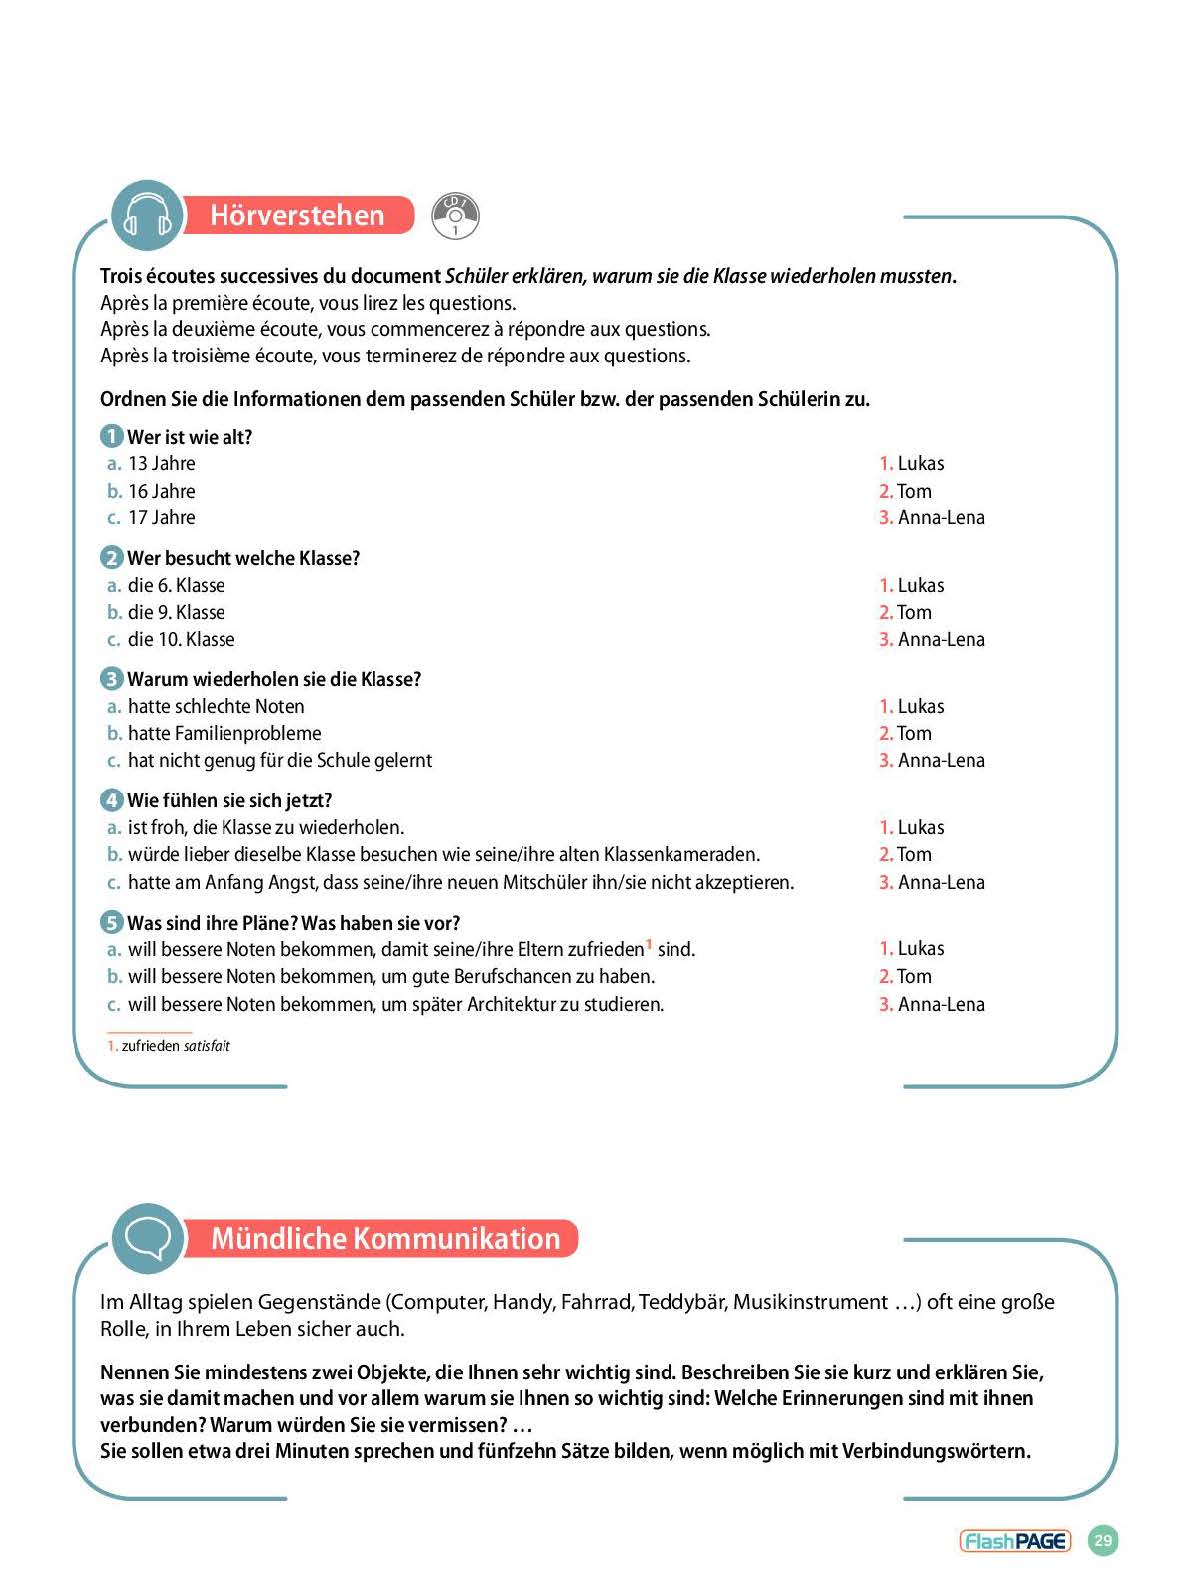 Hörverstehen
CD 1
1
Trois écoutes successives du document Schüler erklären, warum sie die Klasse wiederholen mussten.
Après la première écoute, vous lirez les questions.
Après la deuxième écoute, vous commencerez à répondre aux questions.
Après la troisième écoute, vous terminerez de répondre aux questions.
Ordnen Sie die Informationen dem passenden Schüler bzw. der passenden Schülerin zu.
1 Wer ist wie alt?
a. 13 Jahre 1. Lukas
b. 16 Jahre 2. Tom
c. 17 Jahre 3. Anna-Lena
2 Wer besucht welche Klasse?
a. die 6. Klasse 1. Lukas
b. die 9. Klasse 2. Tom
c. die 10. Klasse 3. Anna-Lena
3 Warum wiederholen sie die Klasse?
a. hatte schlechte Noten 1. Lukas
b. hatte Familienprobleme 2. Tom
c. hat nicht genug für die Schule gelernt 3. Anna-Lena
4 Wie fühlen sie sich jetzt?
a. ist froh, die Klasse zu wiederholen. 1. Lukas
b. würde lieber dieselbe Klasse besuchen wie seine/ihre alten Klassenkameraden. 2. Tom
c. hatte am Anfang Angst, dass seine/ihre neuen Mitschüler ihn/sie nicht akzeptieren. 3. Anna-Lena
5 Was sind ihre Pläne? Was haben sie vor?
a. will bessere Noten bekommen, damit seine/ihre Eltern zufrieden¹ sind. 1. Lukas
b. will bessere Noten bekommen, um gute Berufschancen zu haben. 2. Tom
c. will bessere Noten bekommen, um später Architektur zu studieren. 3. Anna-Lena
1. zufrieden satisfait
Mündliche Kommunikation
Im Alltag spielen Gegenstände (Computer, Handy, Fahrrad, Teddybär, Musikinstrument …) oft eine große
Rolle, in Ihrem Leben sicher auch.
Nennen Sie mindestens zwei Objekte, die Ihnen sehr wichtig sind. Beschreiben Sie sie kurz und erklären Sie,
was sie damit machen und vor allem warum sie Ihnen so wichtig sind: Welche Erinnerungen sind mit ihnen
verbunden? Warum würden Sie sie vermissen? …
Sie sollen etwa drei Minuten sprechen und fünfzehn Sätze bilden, wenn möglich mit Verbindungswörtern.
FlashPAGE 29